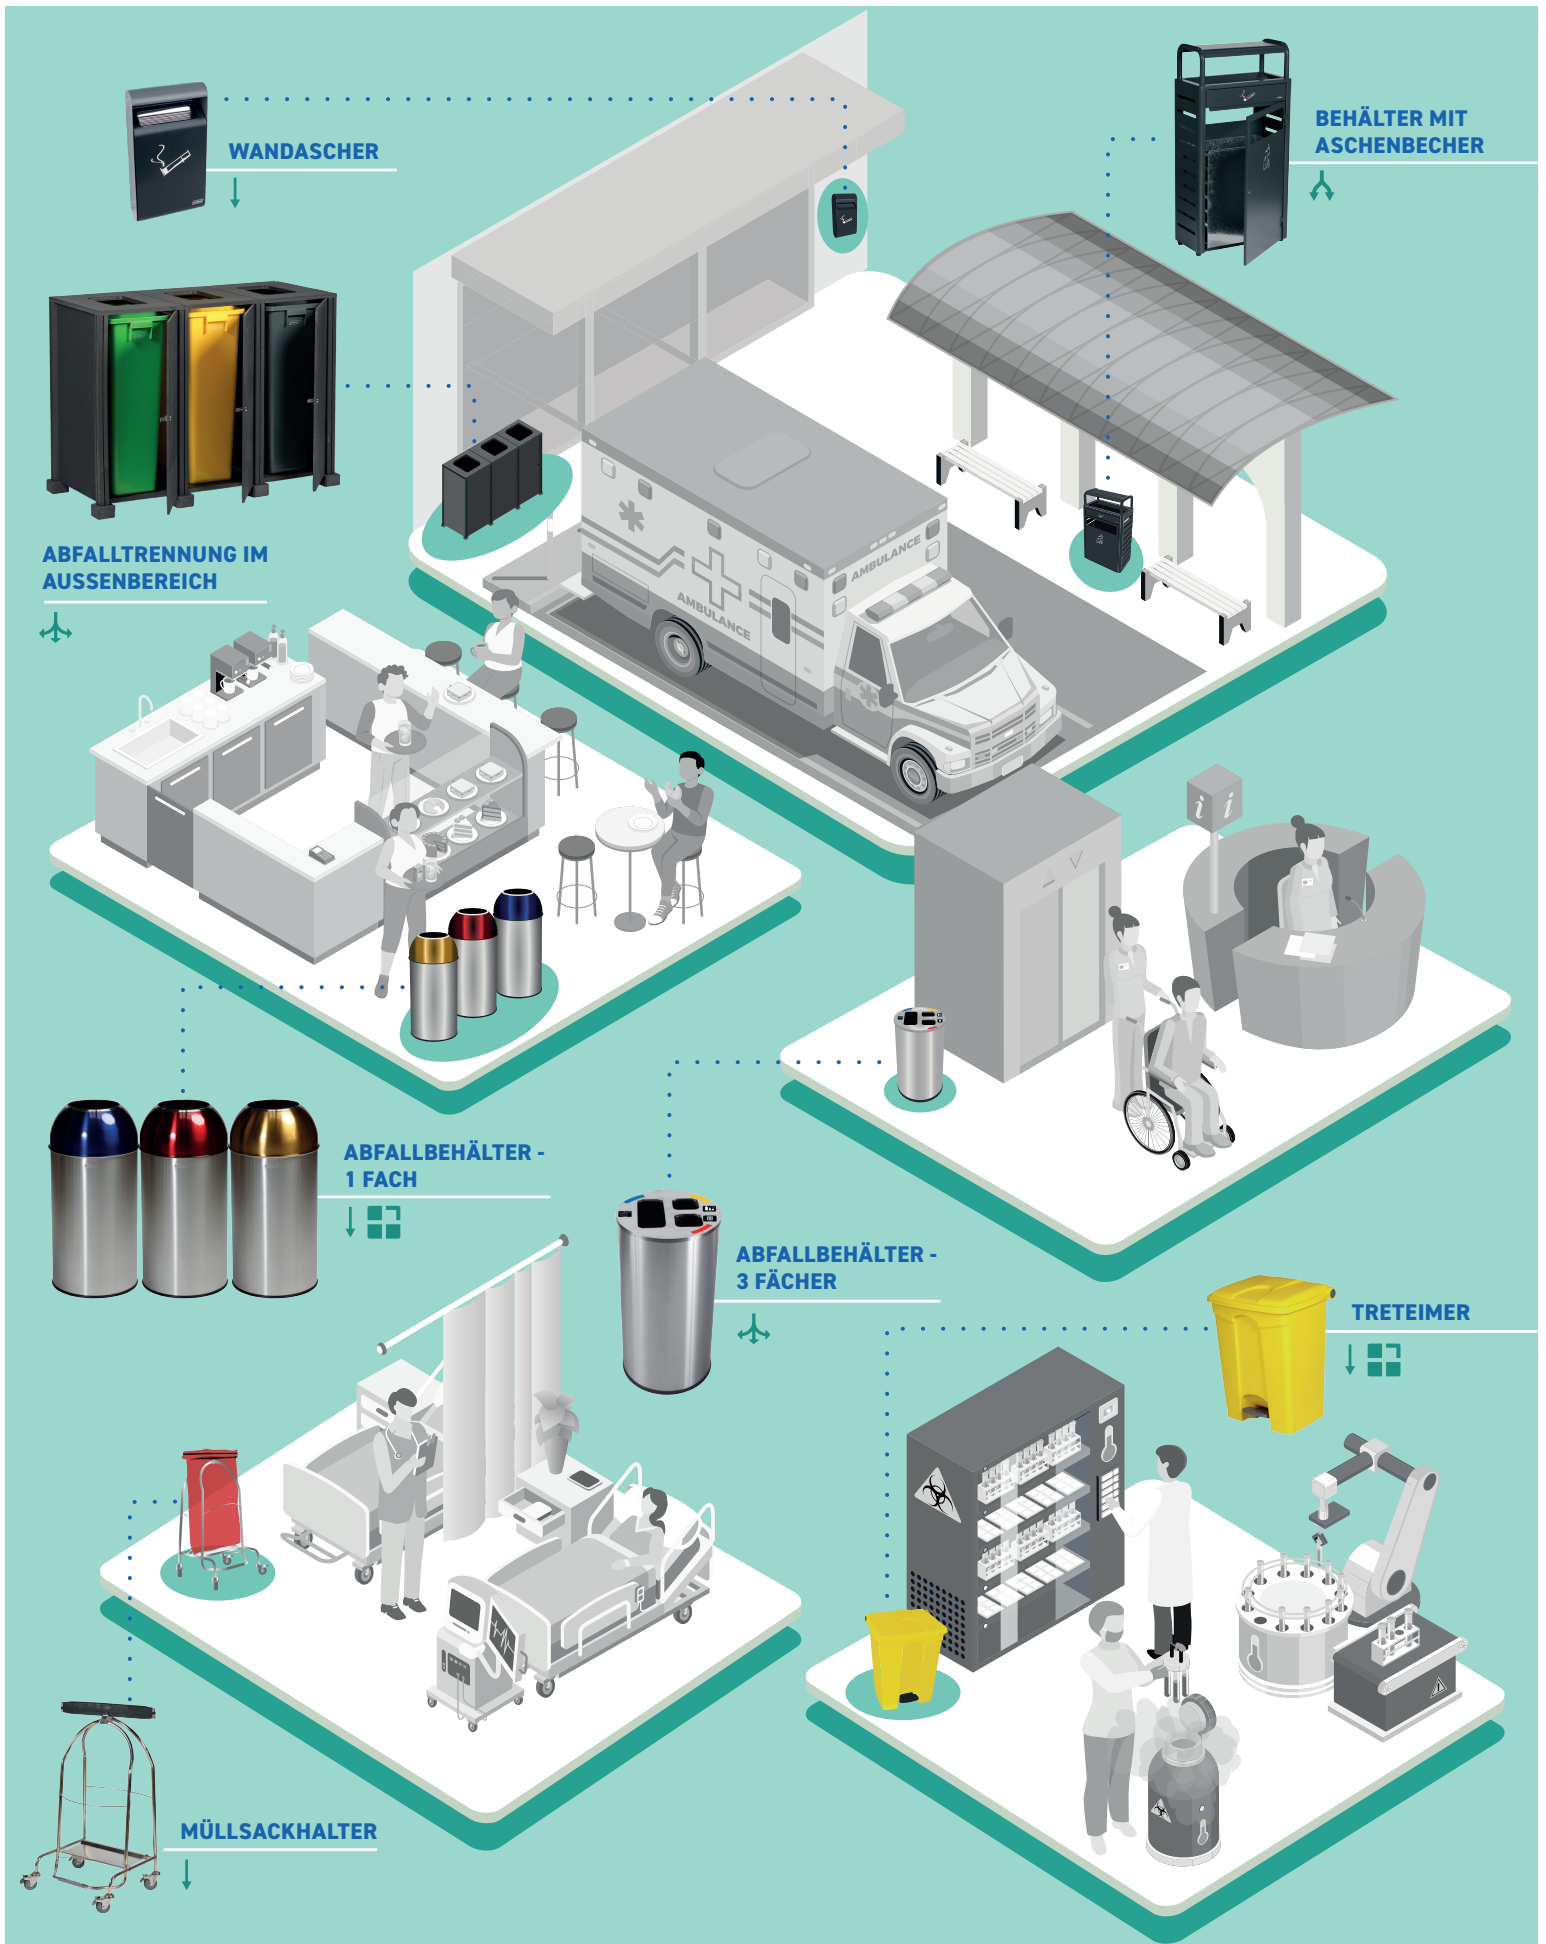 WANDASCHER
BEHÄLTER MIT
ASCHENBECHER
ABFALLTRENNUNG IM
AUSSENBEREICH
AMBULANCE
AMBULANCE
i i
ABFALLBEHÄLTER -
1 FACH
ABFALLBEHÄLTER -
3 FÄCHER
TRETEIMER
MÜLLSACKHALTER